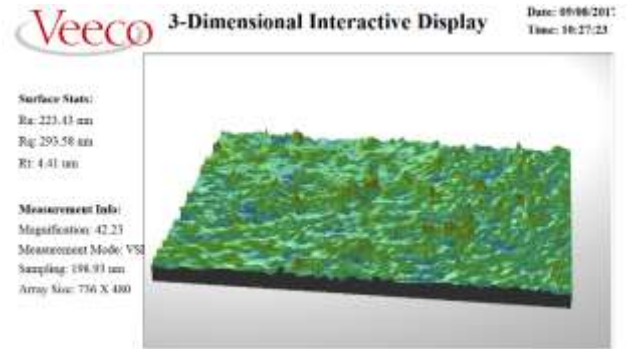 Veeco
3-Dimensional Interactive Display
Date: 09/08/201
Time: 10:27:23
Surface Stats:
Ra: 223.43 nm
Rq: 293.58 nm
Rt: 4.41 um
Measurement Info:
Magnification: 42.23
Measurement Mode: VSI
Sampling: 198.93 nm
Array Size: 736 X 480